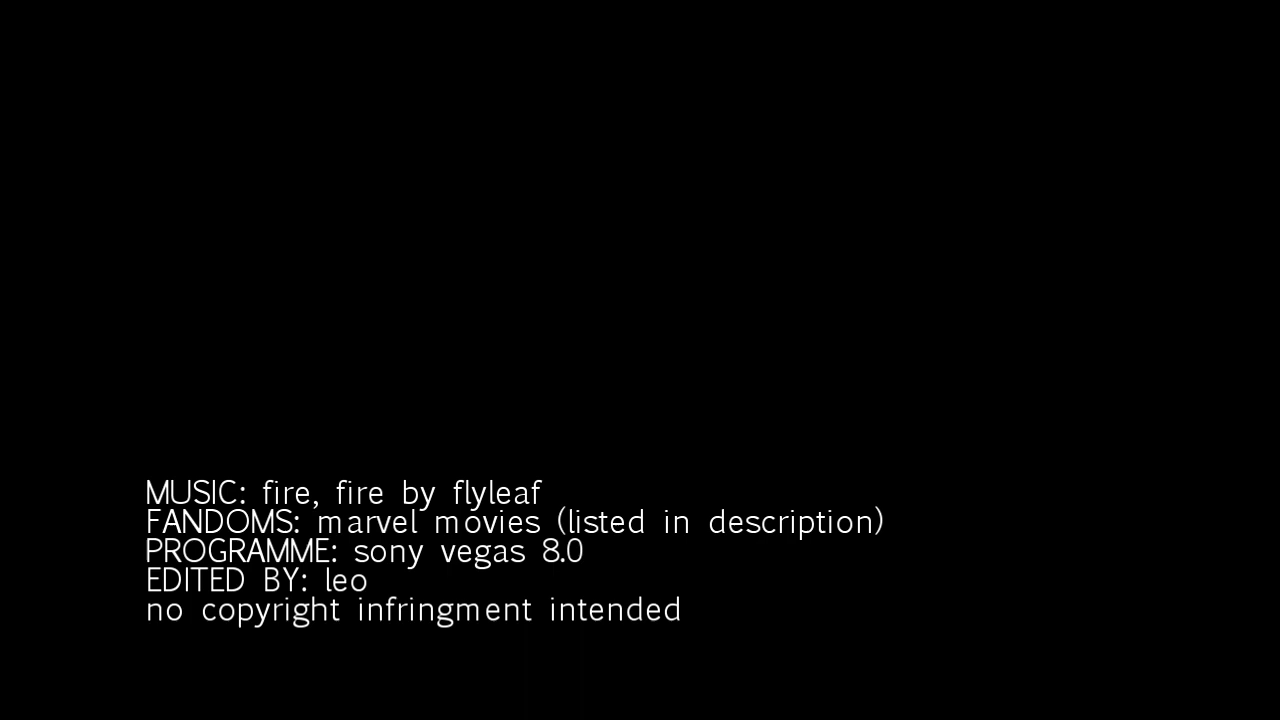 MUSIC: fire, fire by flyleaf
FANDOMS: marvel movies (listed in description)
PROGRAMME: sony vegas 8.0
EDITED BY: leo
no copyright infringment intended